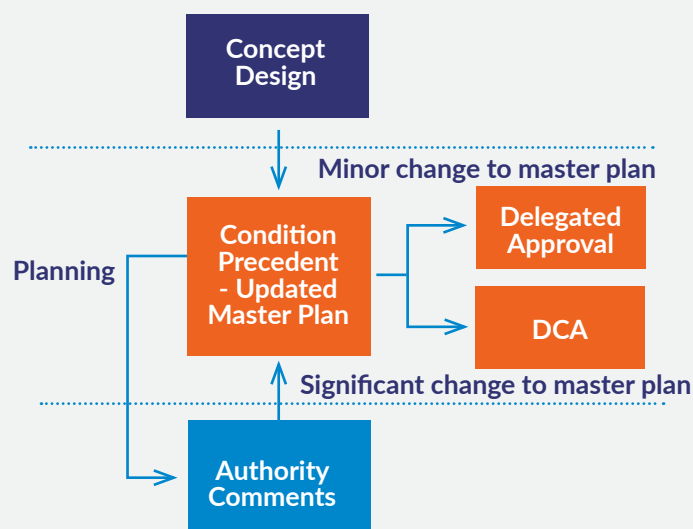 Concept
Design
Minor change to master plan
Condition
Precedent
- Updated
Master Plan
Delegated
Approval
Planning
DCA
Significant change to master plan
Authority
Comments